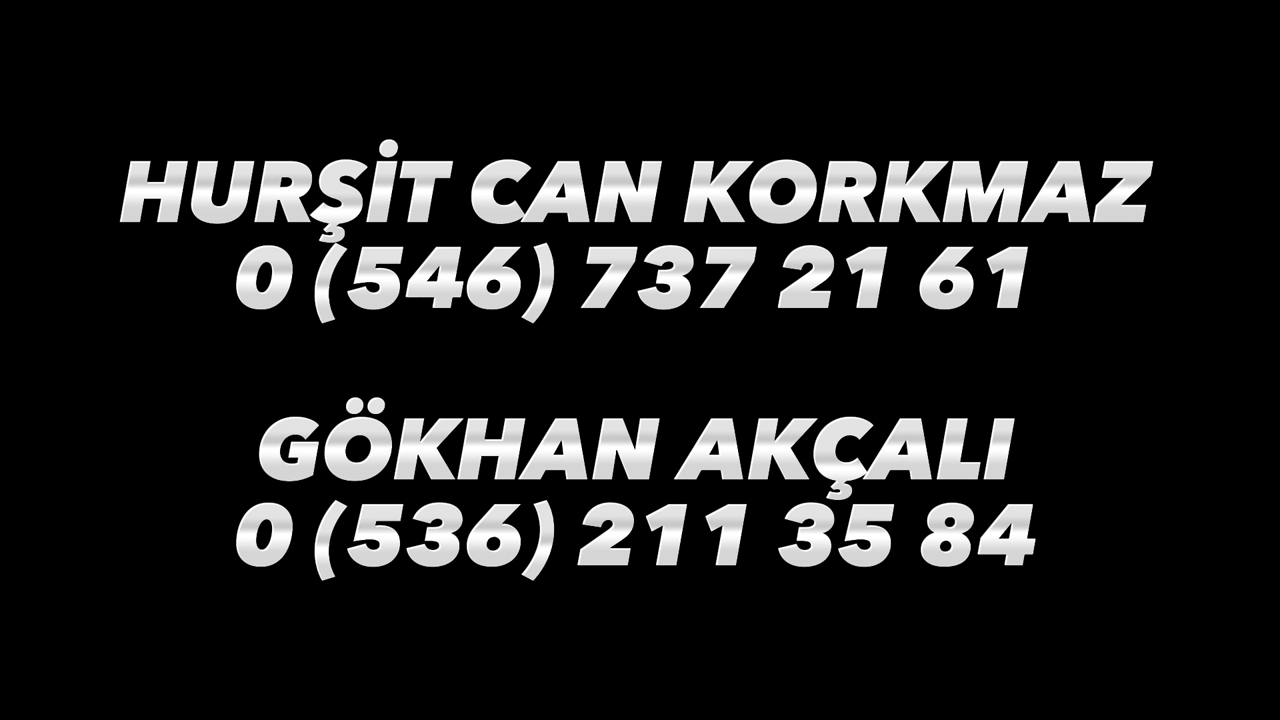 HURŞİT CAN KORKMAZ
0 (546) 737 21 61
GÖKHAN AKÇALI
0 (536) 211 35 84